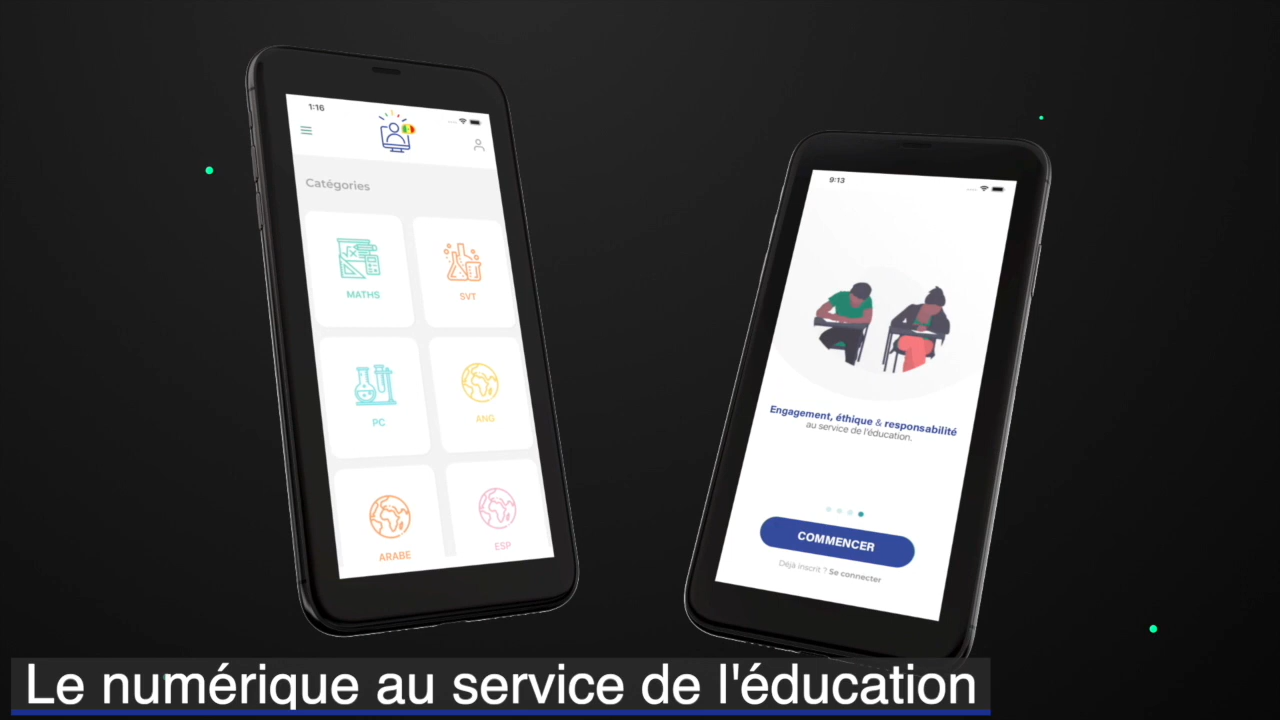 1:16
Catégories
MATHS
SVT
PC
ANG
ARABE
ESP
9:13
Engagement, éthique & responsabilité
au service de l'éducation.
COMMENCER
Déjà inscrit ? Se connecter
Le numérique au service de l'éducation